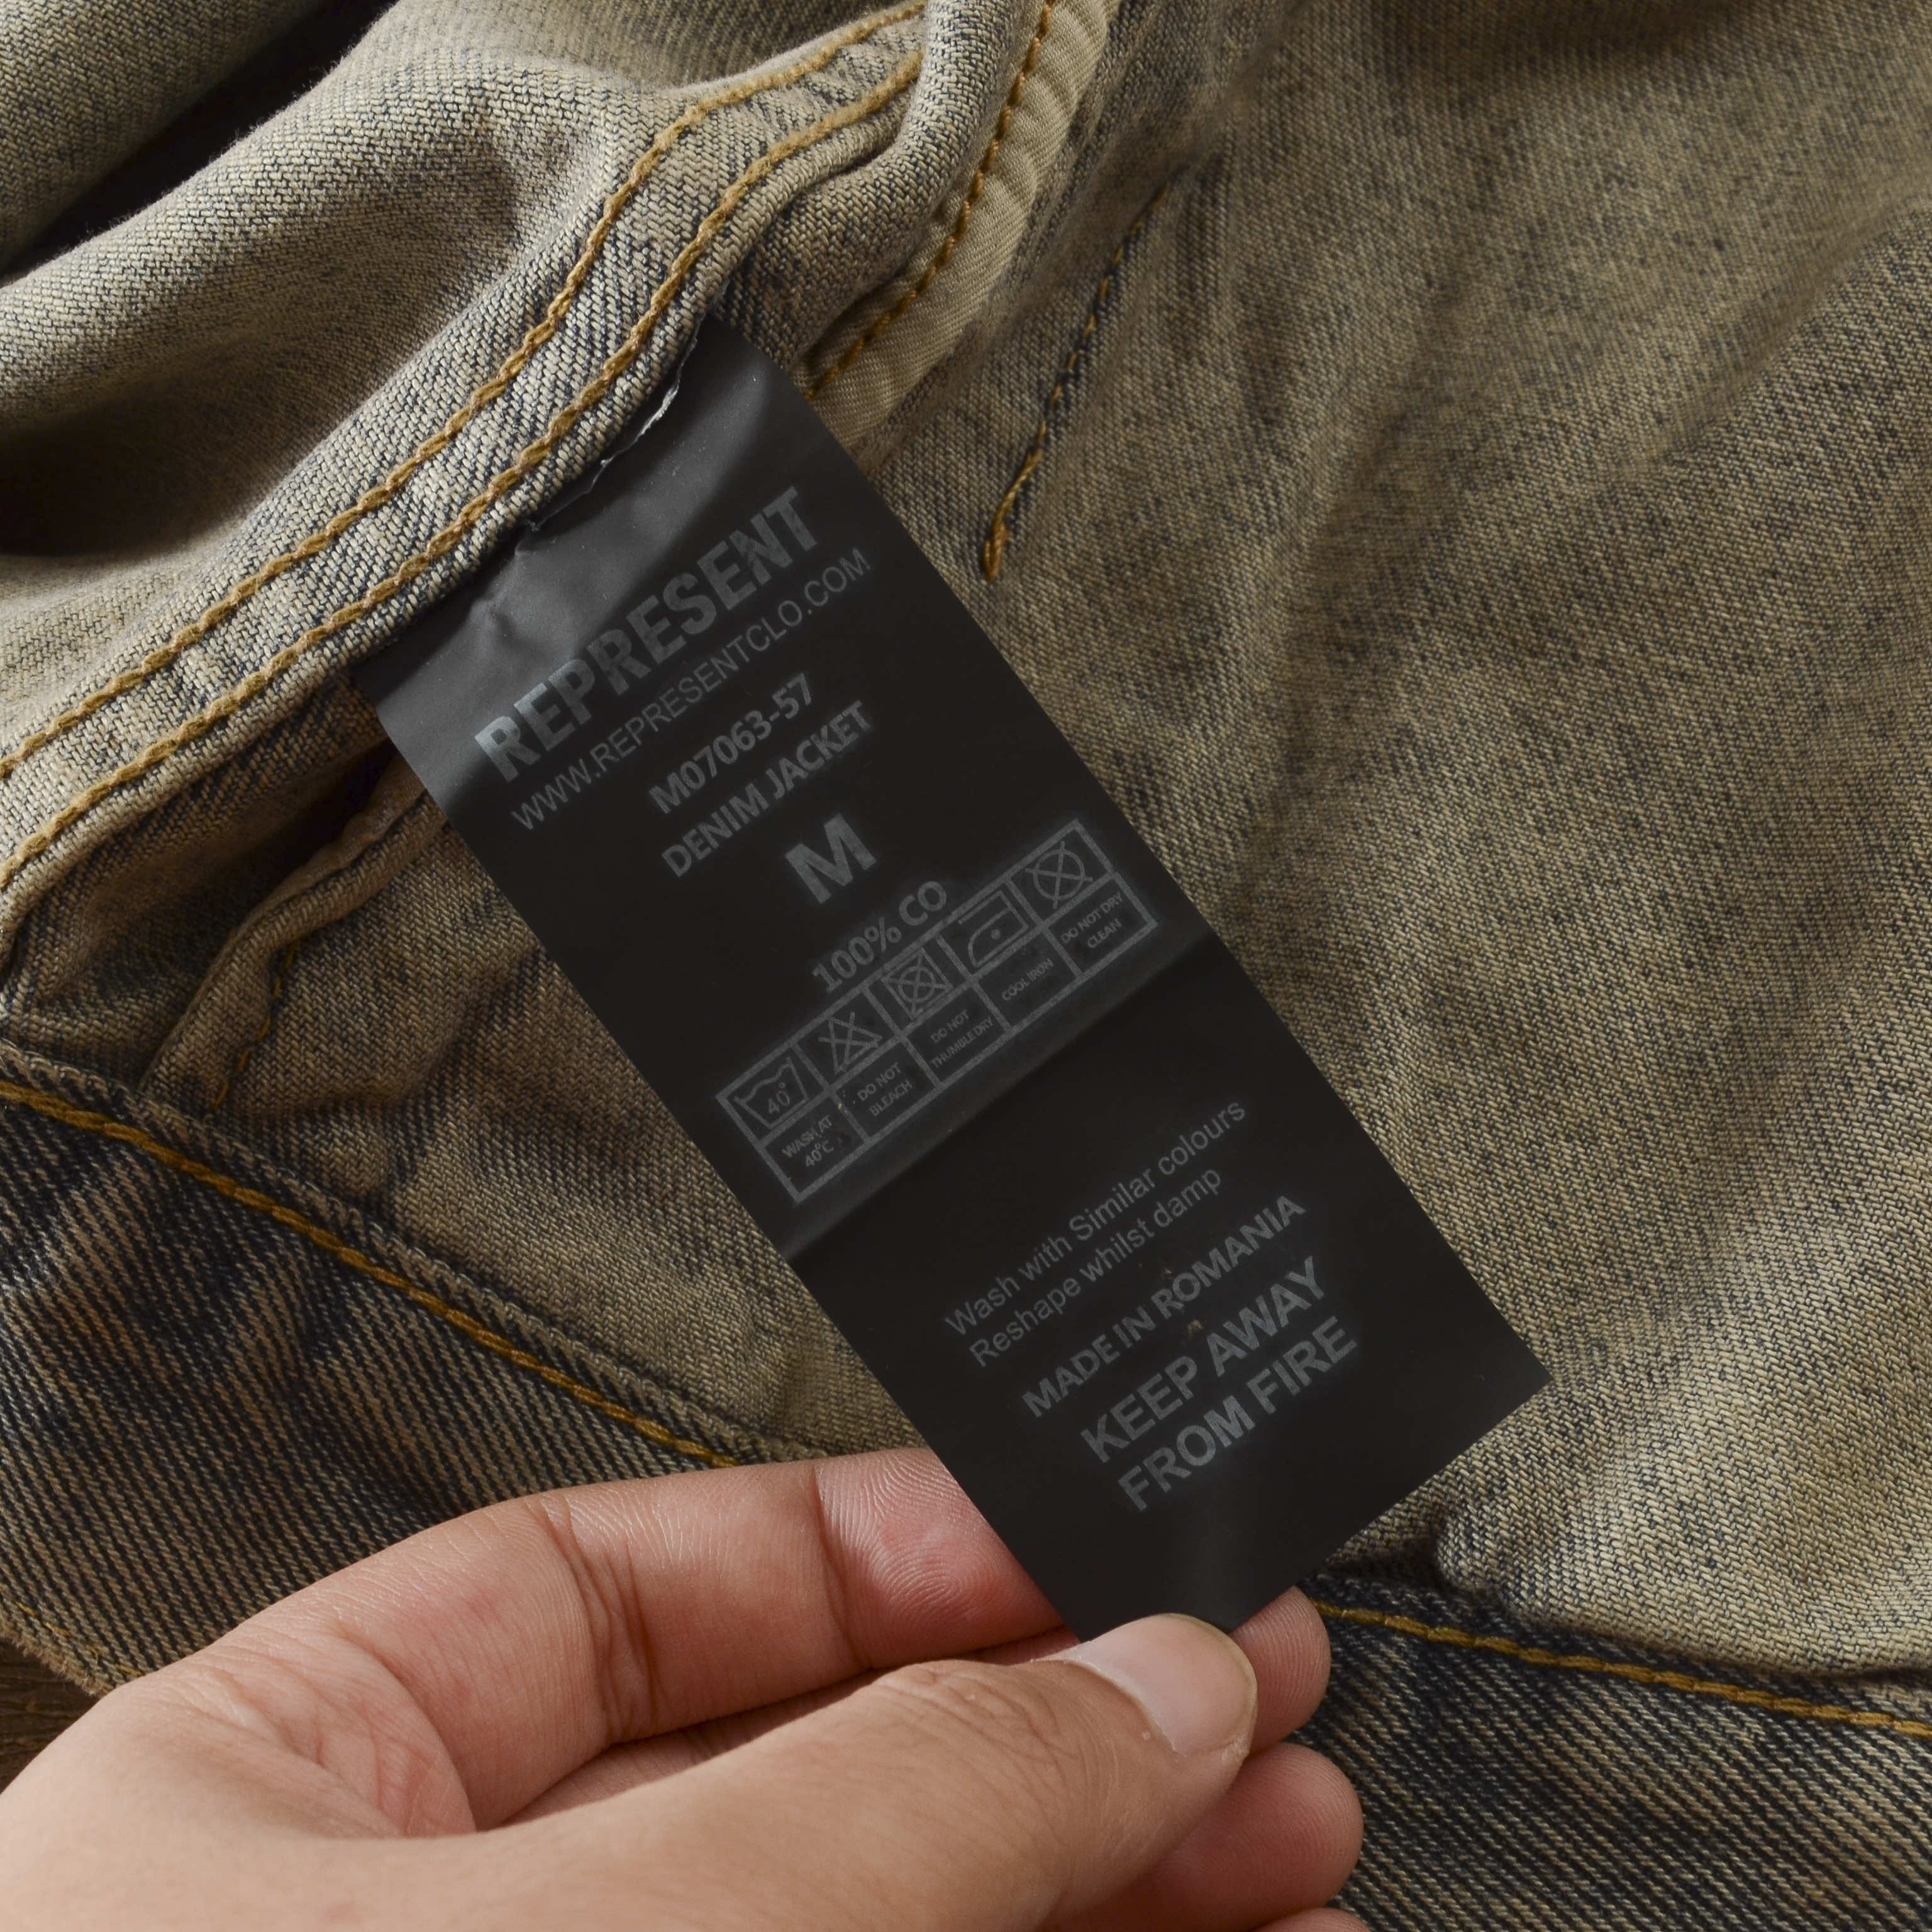 REPRESENT
WWW.REPRESENTCLO.COM
M07063-57
DENIM JACKET
M
100% CO
40°
WASH AT
40°C
DO NOT
BLEACH
DO NOT
THUMBLE DRY
COOL IRON
DO NOT DRY
CLEAN
Wash with Similar colours
Reshape whilst damp
MADE IN ROMANIA
KEEP AWAY
FROM FIRE